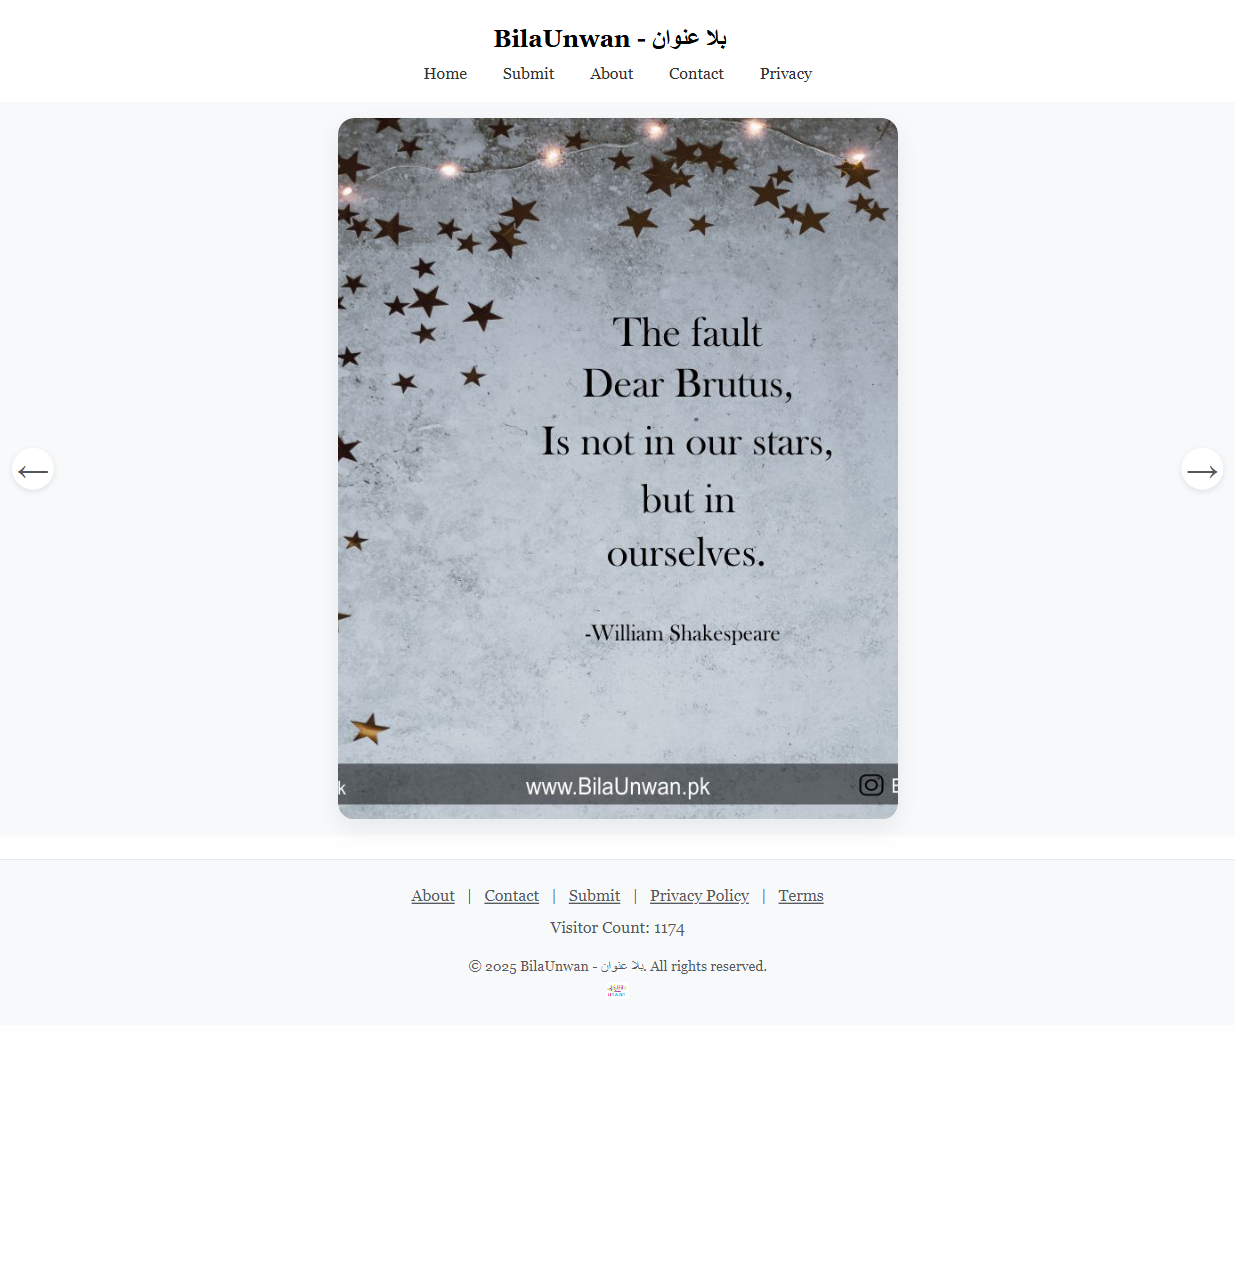 BilaUnwan - بلا عنوان
Home Submit About Contact Privacy
The fault
Dear Brutus,
Is not in our stars,
but in
ourselves.
-William Shakespeare
k www.BilaUnwan.pk
← →
About | Contact | Submit | Privacy Policy | Terms
Visitor Count: 1174
© 2025 BilaUnwan - بلا عنوان. All rights reserved.